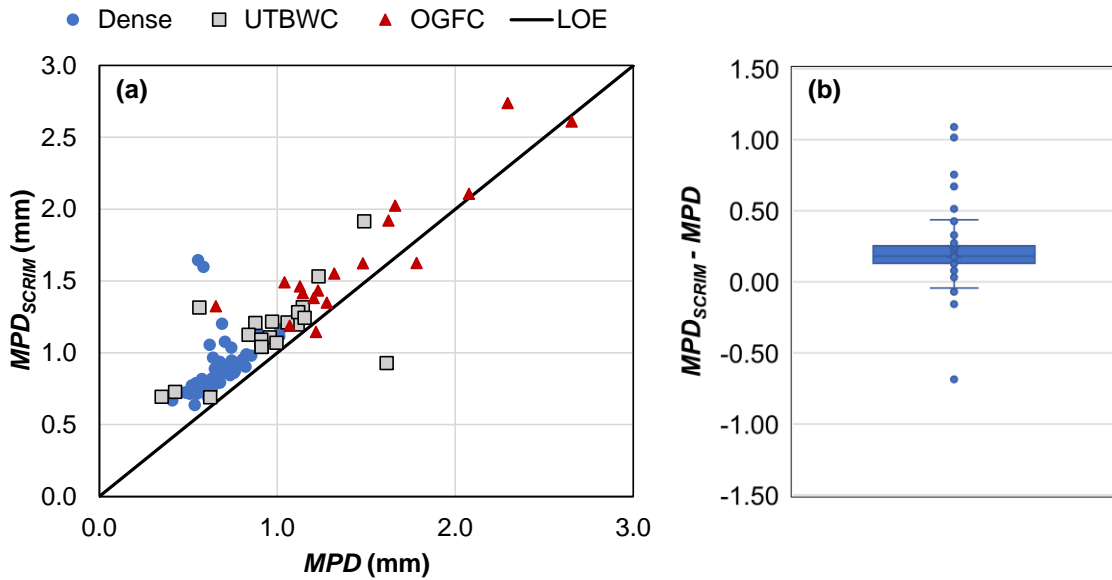 Dense UTBWC OGFC LOE
(a)
MPD_SCRIM (mm)
3.0
2.5
2.0
1.5
1.0
0.5
0.0
0.0 1.0 2.0 3.0
MPD (mm)
(b)
MPD_SCRIM - MPD
1.50
1.00
0.50
0.00
-0.50
-1.00
-1.50